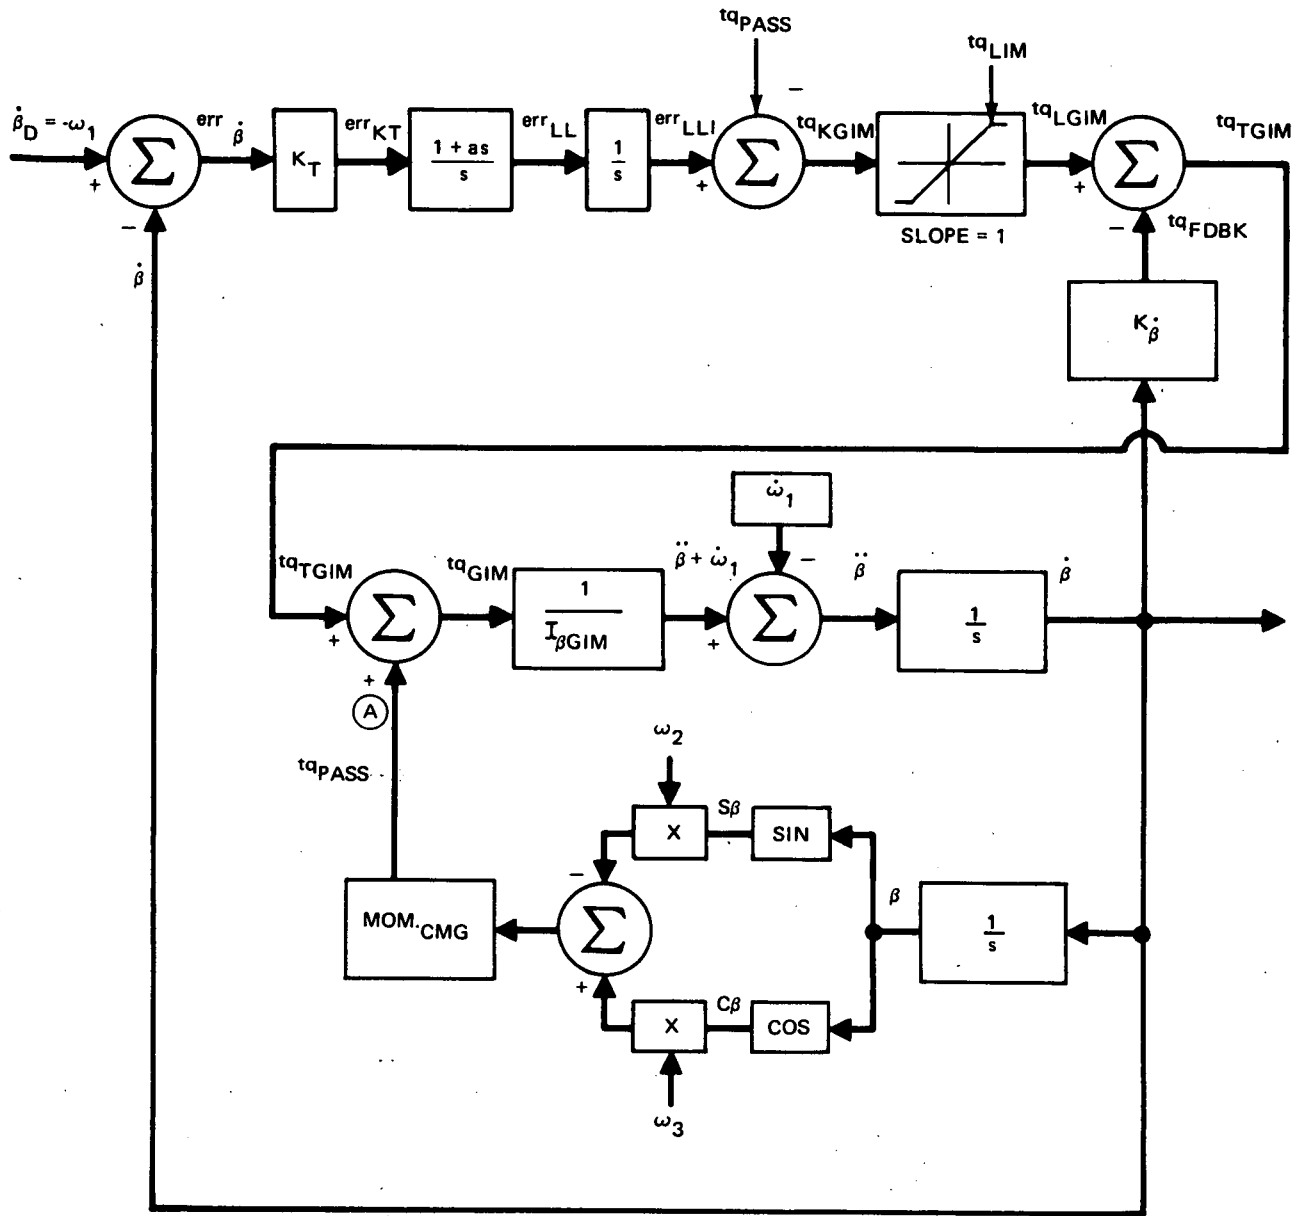 tqPASS
−
tqLIM
β̇D = -ω1
+
Σ
−
err β̇
KT
errKT
1 + as
s
errLL
1
s
errLLI
+
Σ
tqKGIM
SLOPE = 1
tqLGIM
+
Σ
−
tqFDBK
tqTGIM
β̇
Kβ̇
ω̇1
tqTGIM
+
Σ
+
A
tqGIM
1
IβGIM
β̈ + ω̇1
−
+
Σ
β̈
1
s
β̇
tqPASS
ω2
X
Sβ
SIN
−
Σ
+
MOM.CMG
β
1
s
X
Cβ
COS
ω3